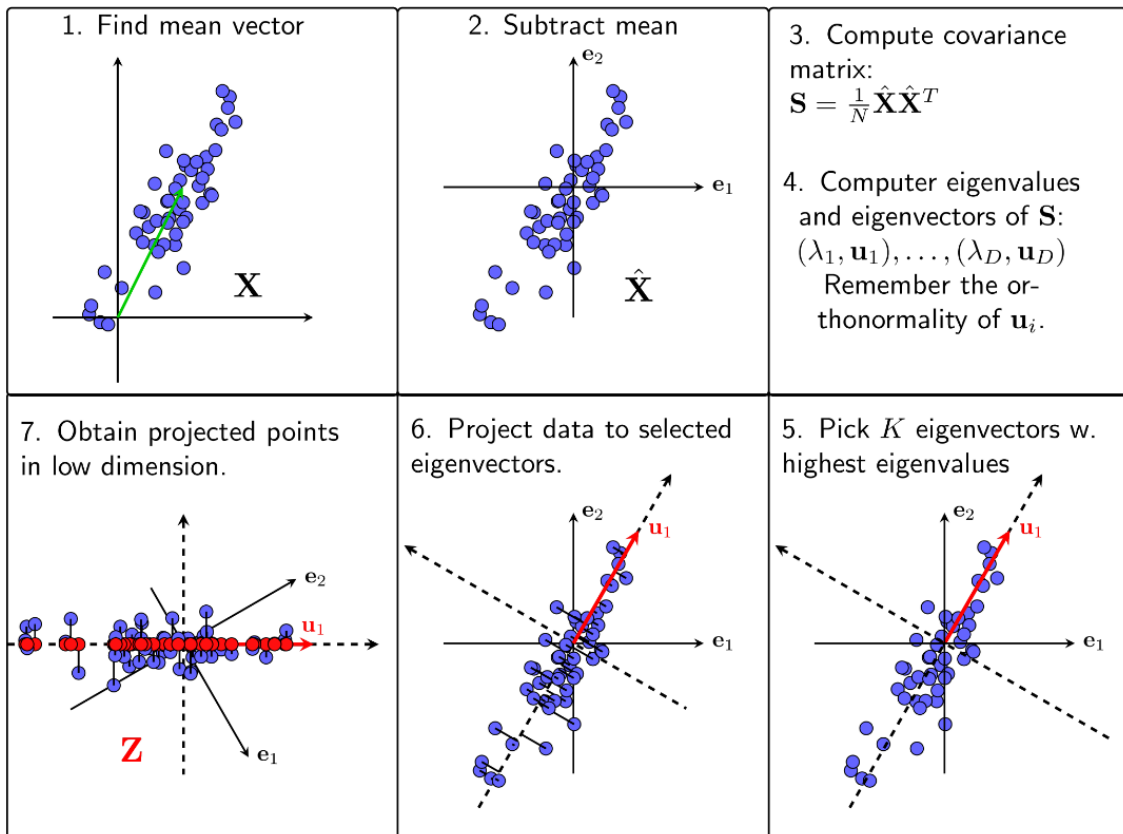 1. Find mean vector
X
2. Subtract mean
e₂
e₁
X̂
3. Compute covariance
matrix:
S = 1/N X̂X̂ᵀ
4. Computer eigenvalues
and eigenvectors of S:
(λ₁, u₁), . . . , (λ_D, u_D)
Remember the or-
thonormality of uᵢ.
7. Obtain projected points
in low dimension.
e₂
u₁
Z
e₁
6. Project data to selected
eigenvectors.
e₂
u₁
e₁
5. Pick K eigenvectors w.
highest eigenvalues
e₂
u₁
e₁